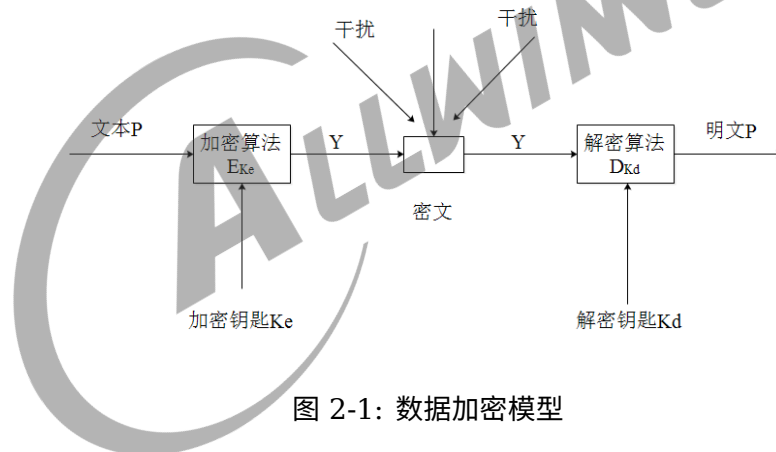 干扰
干扰
文本P
加密算法
EKe
Y
Y
解密算法
DKd
明文P
密文
加密钥匙Ke
解密钥匙Kd
图 2-1: 数据加密模型
ALLWINN